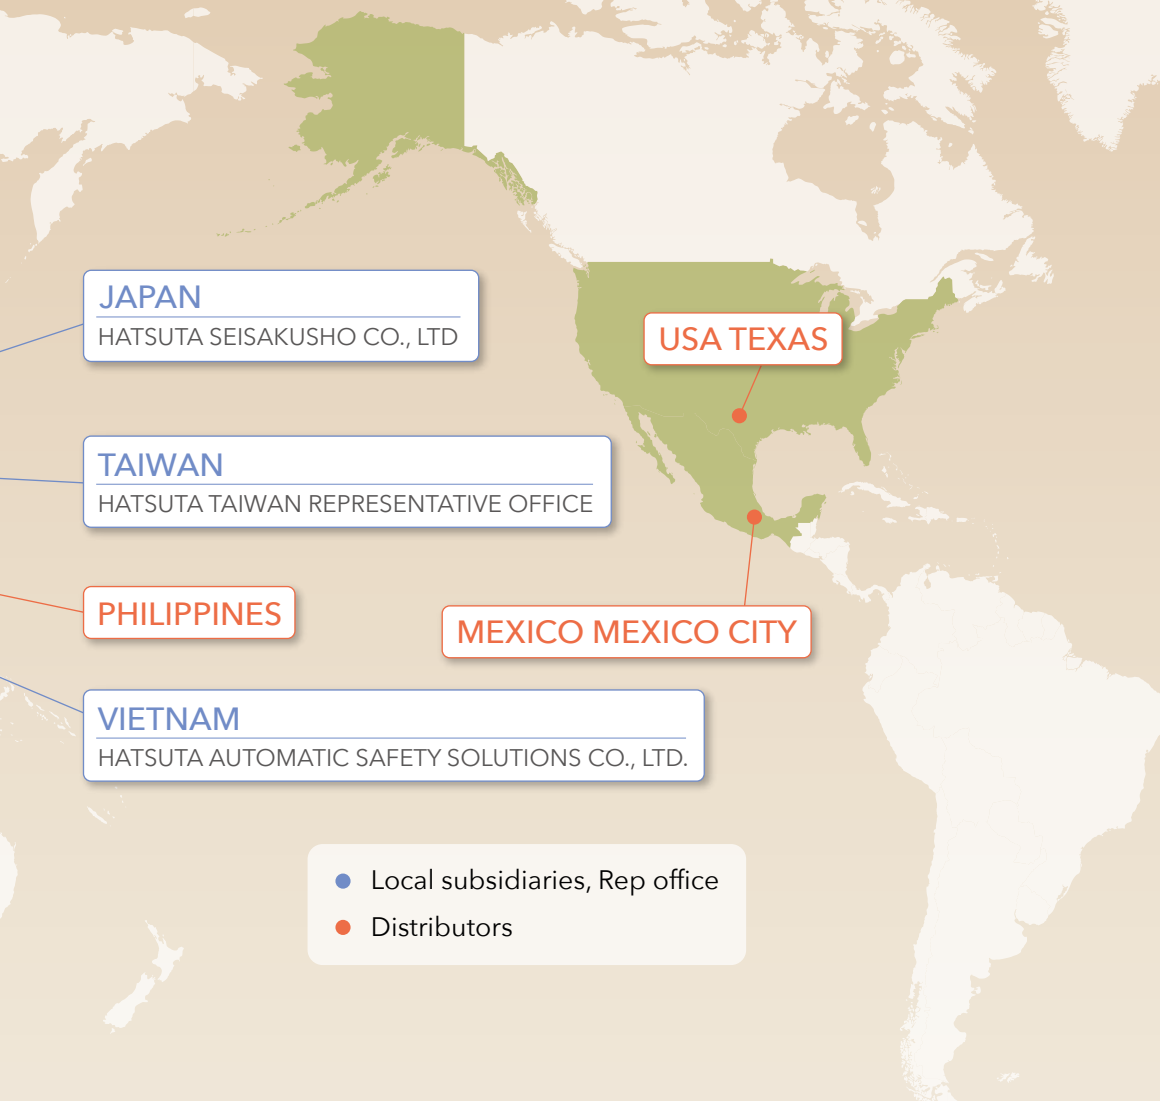 JAPAN
HATSUTA SEISAKUSHO CO., LTD
USA TEXAS
TAIWAN
HATSUTA TAIWAN REPRESENTATIVE OFFICE
PHILIPPINES
MEXICO MEXICO CITY
VIETNAM
HATSUTA AUTOMATIC SAFETY SOLUTIONS CO., LTD.
Local subsidiaries, Rep office
Distributors